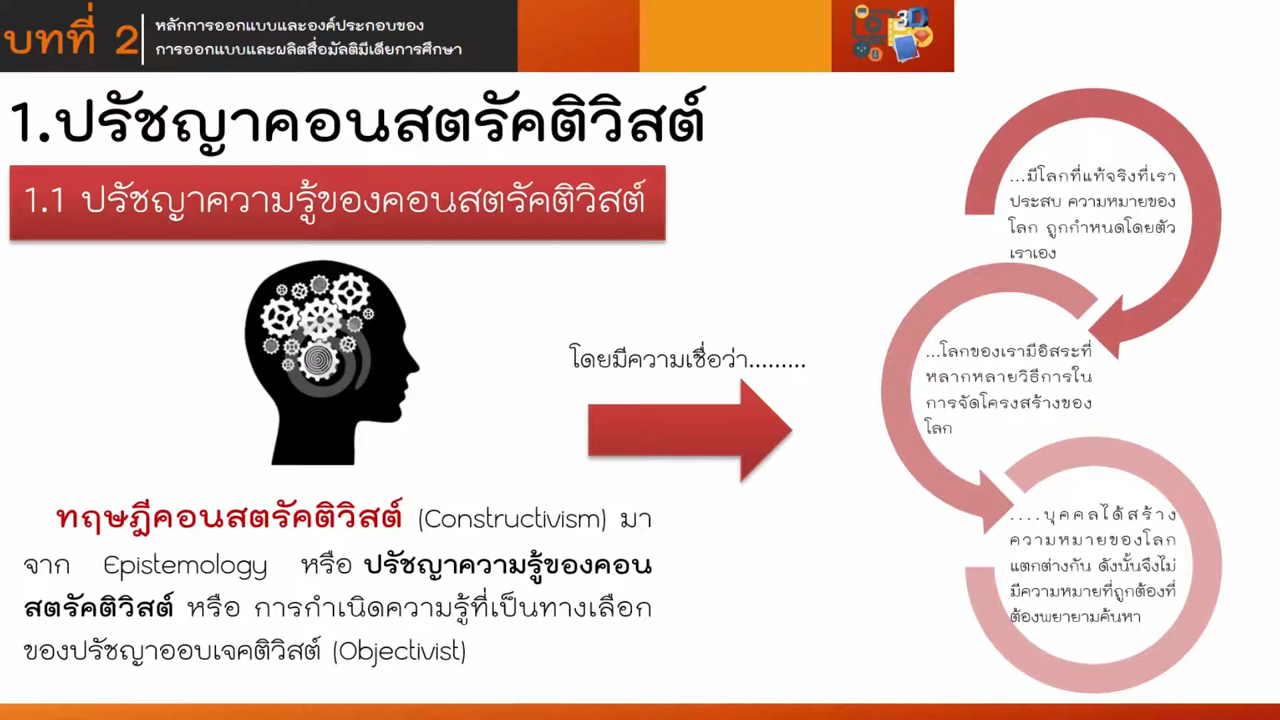 บทที่ 2
หลักการออกแบบและองค์ประกอบของ
การออกแบบและผลิตสื่อมัลติมีเดียการศึกษา
3D
1.ปรัชญาคอนสตรัคติวิสต์
1.1 ปรัชญาความรู้ของคอนสตรัคติวิสต์
โดยมีความเชื่อว่า.........
ทฤษฎีคอนสตรัคติวิสต์ (Constructivism) มา
จาก Epistemology หรือ ปรัชญาความรู้ของคอน
สตรัคติวิสต์ หรือ การกำเนิดความรู้ที่เป็นทางเลือก
ของปรัชญาออบเจคติวิสต์ (Objectivist)
...มีโลกที่แท้จริงที่เรา
ประสบ ความหมายของ
โลก ถูกกำหนดโดยตัว
เราเอง
...โลกของเรามีอิสระที่
หลากหลายวิธีการใน
การจัดโครงสร้างของ
โลก
....บุคคลได้สร้าง
ความหมายของโลก
แตกต่างกัน ดังนั้นจึงไม่
มีความหมายที่ถูกต้องที่
ต้องพยายามค้นหา